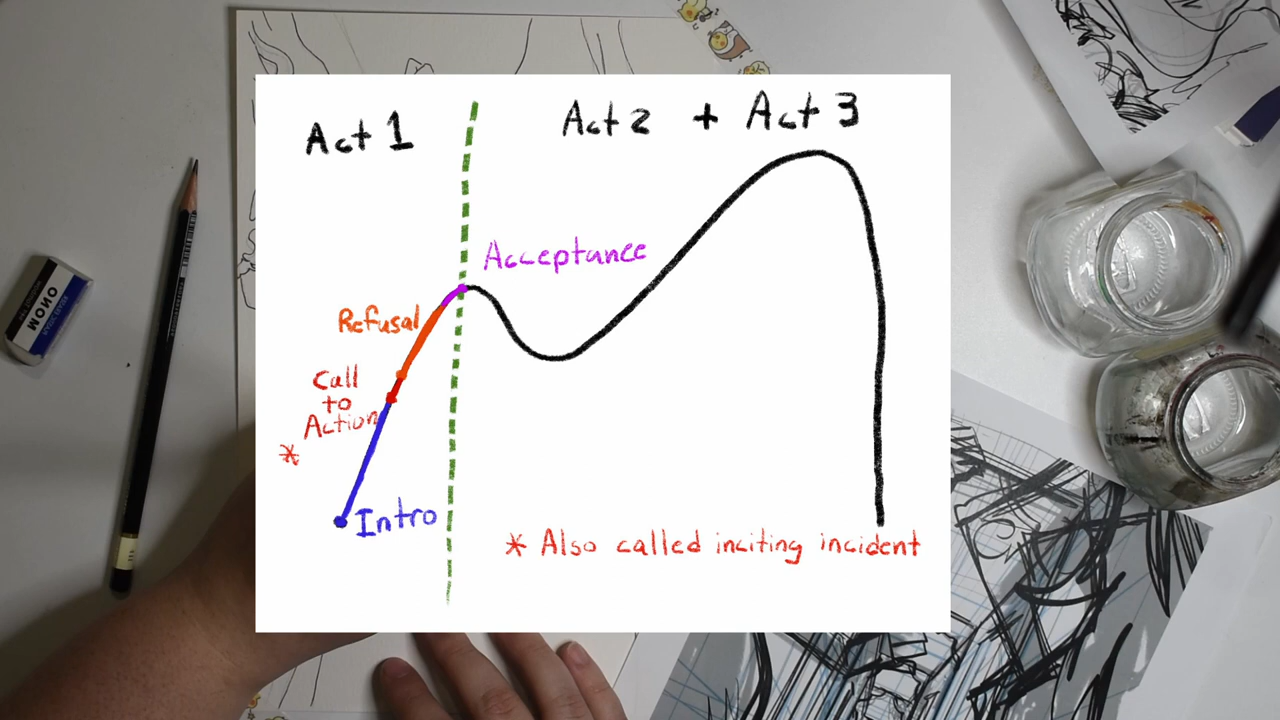 Act 1
Act 2 + Act 3
Acceptance
Refusal
Call
to
Action
*
Intro
* Also called inciting incident
MONO